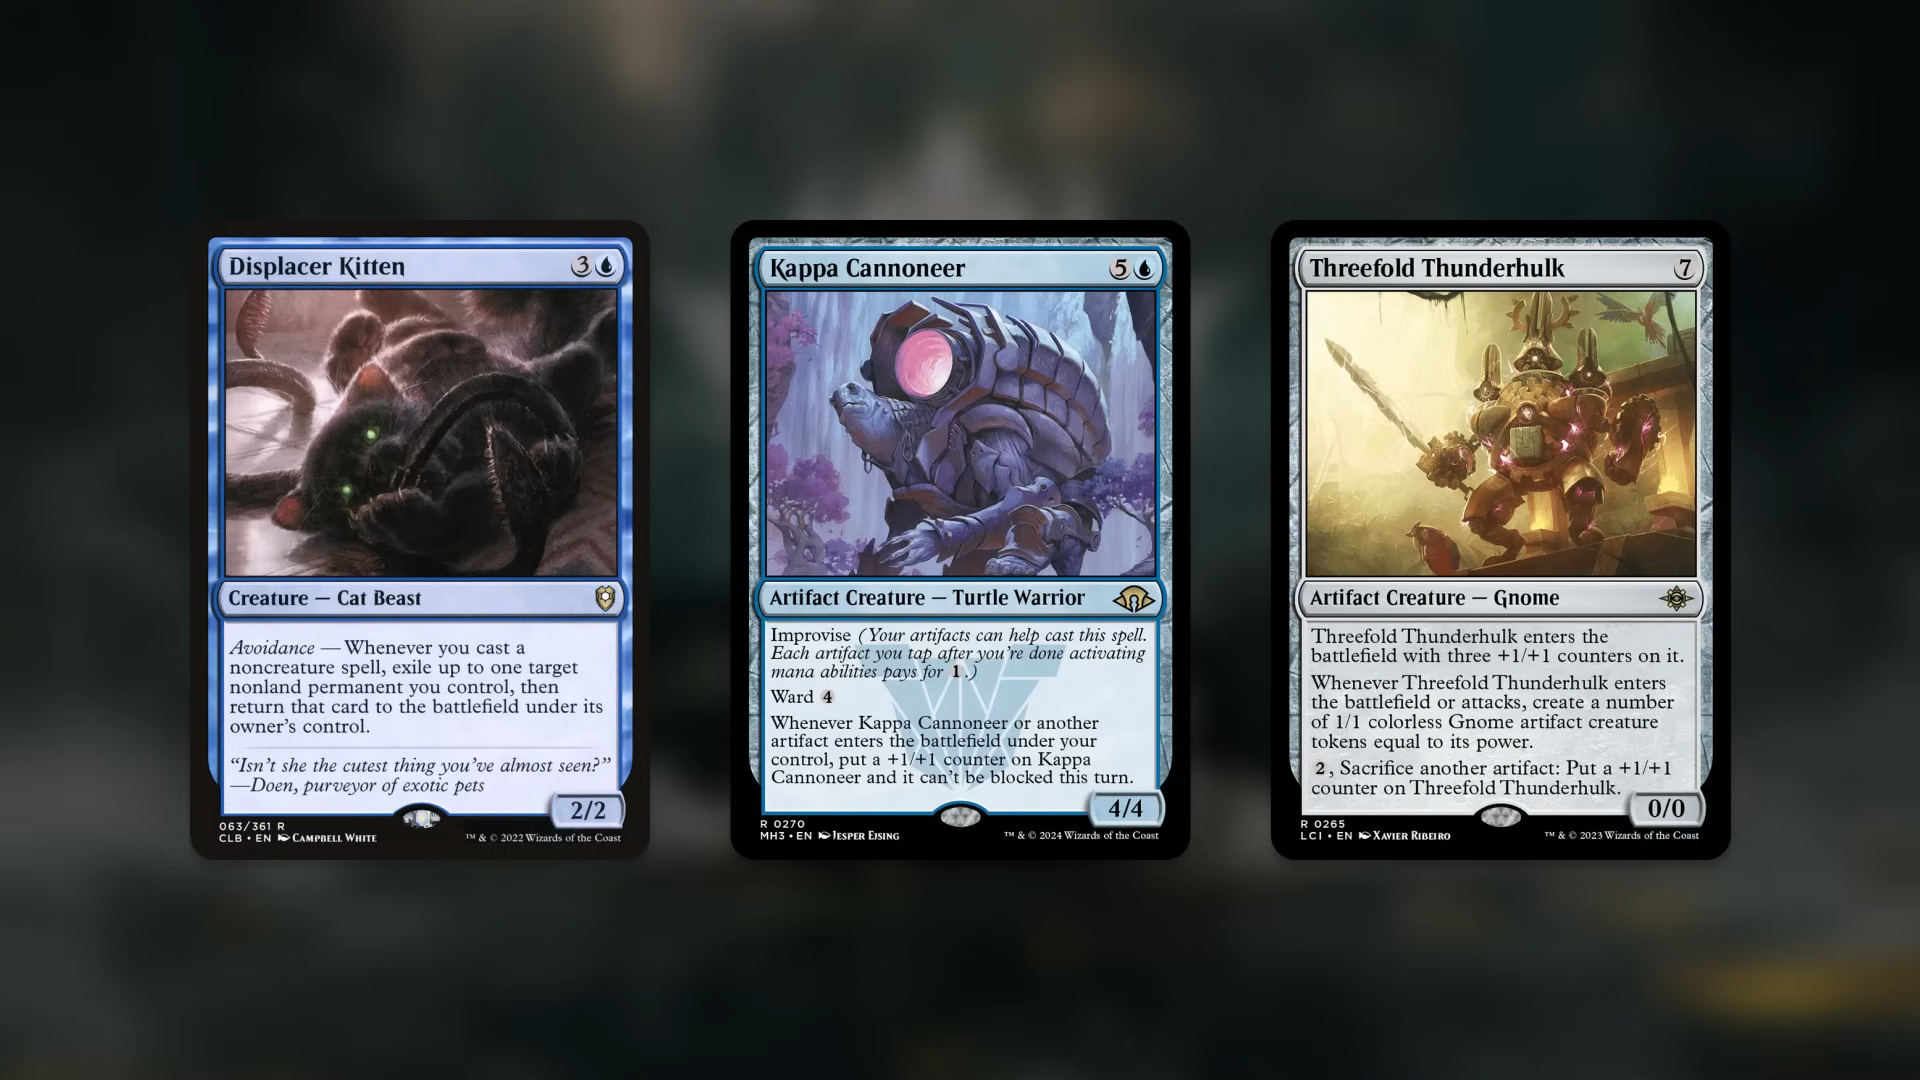 Displacer Kitten 3
Creature — Cat Beast
Avoidance — Whenever you cast a
noncreature spell, exile up to one target
nonland permanent you control, then
return that card to the battlefield under its
owner's control.
“Isn't she the cutest thing you've almost seen?”
—Doen, purveyor of exotic pets
2/2
063/361 R
CLB • EN Campbell White ™ & © 2022 Wizards of the Coast
Kappa Cannoneer 5
Artifact Creature — Turtle Warrior
Improvise (Your artifacts can help cast this spell.
Each artifact you tap after you're done activating
mana abilities pays for 1.)
Ward 4
Whenever Kappa Cannoneer or another
artifact enters the battlefield under your
control, put a +1/+1 counter on Kappa
Cannoneer and it can't be blocked this turn.
4/4
R 0270
MH3 • EN Jesper Ejsing ™ & © 2024 Wizards of the Coast
Threefold Thunderhulk 7
Artifact Creature — Gnome
Threefold Thunderhulk enters the
battlefield with three +1/+1 counters on it.
Whenever Threefold Thunderhulk enters
the battlefield or attacks, create a number
of 1/1 colorless Gnome artifact creature
tokens equal to its power.
2, Sacrifice another artifact: Put a +1/+1
counter on Threefold Thunderhulk.
0/0
R 0265
LCI • EN Xavier Ribeiro ™ & © 2023 Wizards of the Coast